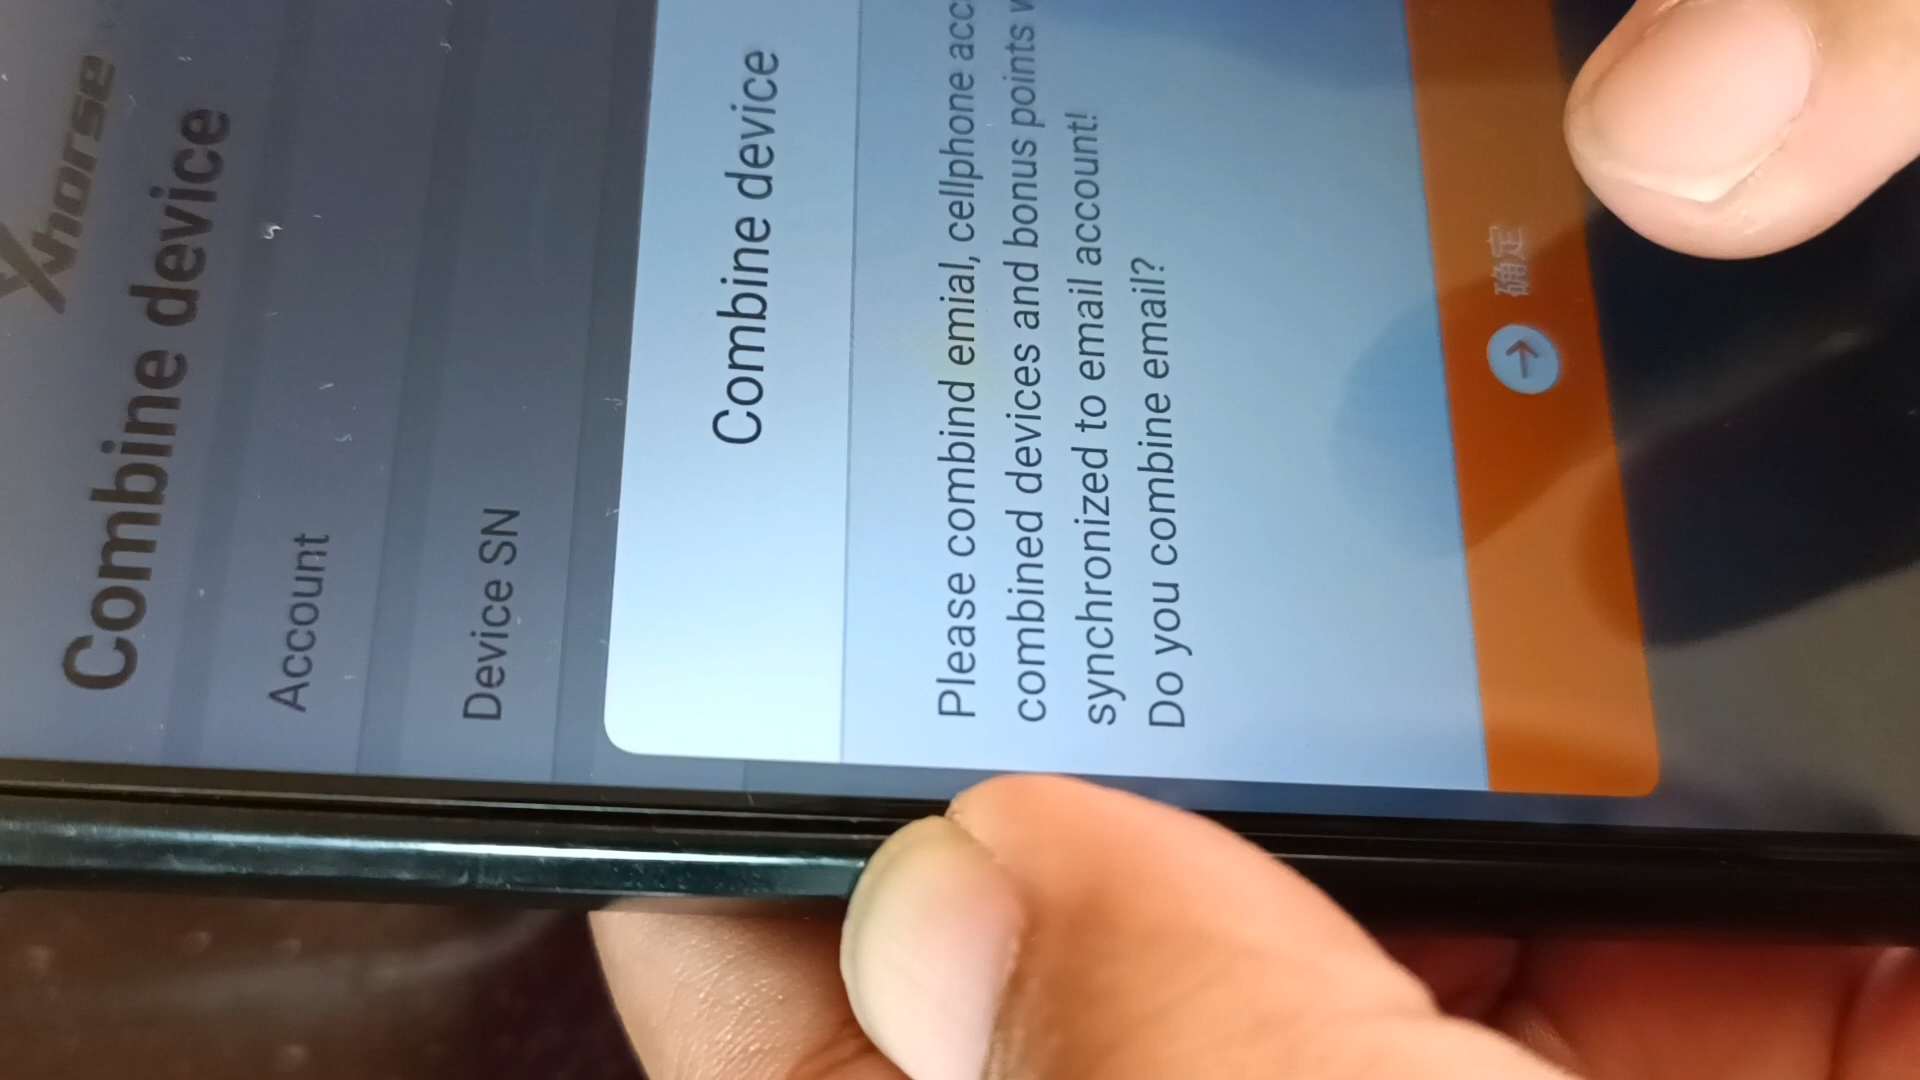 Xhorse
Combine device
Account
Device SN
Combine device
Please combind emial, cellphone
combined devices and bonus points
synchronized to email account!
Do you combine email?
确定